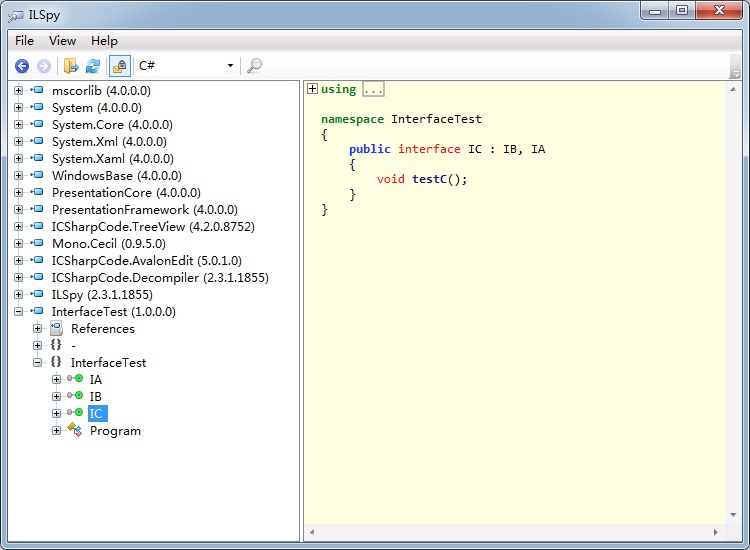 ILSpy
File View Help
C#
mscorlib (4.0.0.0)
System (4.0.0.0)
System.Core (4.0.0.0)
System.Xml (4.0.0.0)
System.Xaml (4.0.0.0)
WindowsBase (4.0.0.0)
PresentationCore (4.0.0.0)
PresentationFramework (4.0.0.0)
ICSharpCode.TreeView (4.2.0.8752)
Mono.Cecil (0.9.5.0)
ICSharpCode.AvalonEdit (5.0.1.0)
ICSharpCode.Decompiler (2.3.1.1855)
ILSpy (2.3.1.1855)
InterfaceTest (1.0.0.0)
References
{} -
{} InterfaceTest
IA
IB
IC
Program
using ...
namespace InterfaceTest
{
public interface IC : IB, IA
{
void testC();
}
}